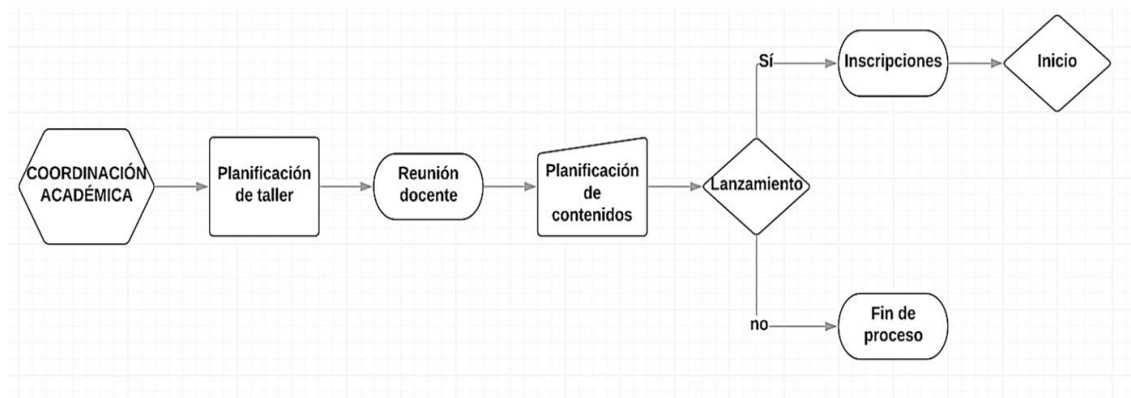 COORDINACIÓN
ACADÉMICA
Planificación
de taller
Reunión
docente
Planificación
de
contenidos
Lanzamiento
Sí
Inscripciones
Inicio
no
Fin de
proceso